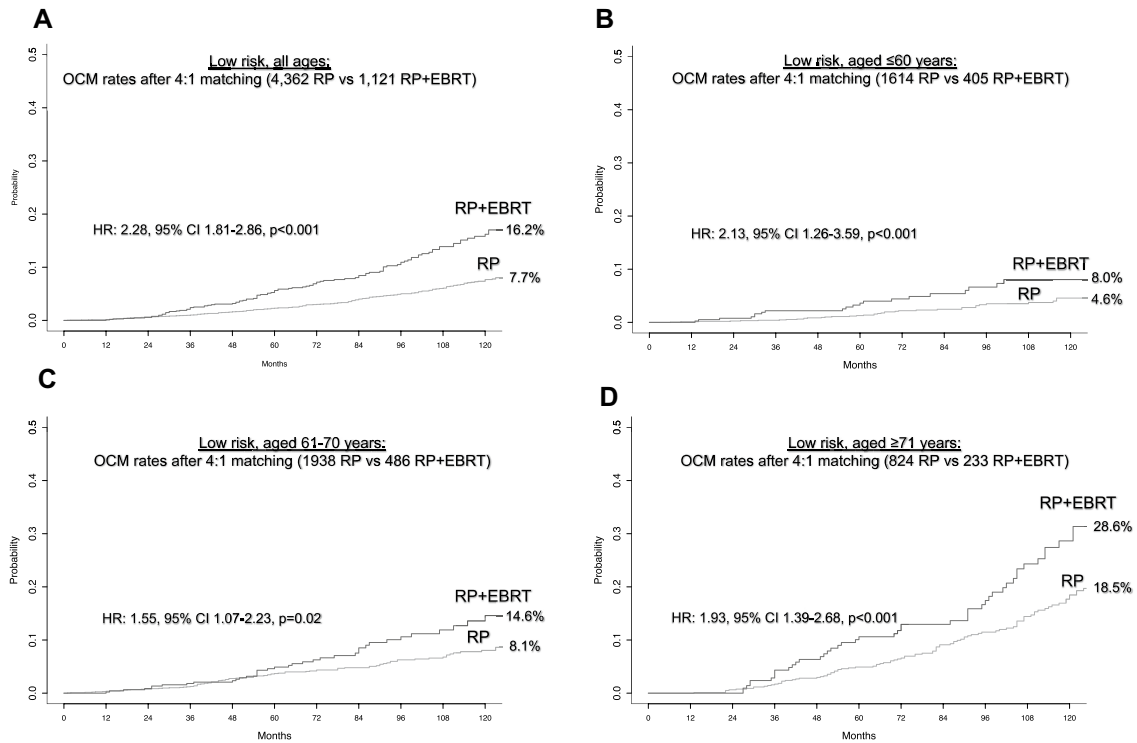 A
Low risk, all ages:
OCM rates after 4:1 matching (4,362 RP vs 1,121 RP+EBRT)
Probability
0.5
0.4
0.3
0.2
0.1
0.0
HR: 2.28, 95% CI 1.81-2.86, p<0.001
RP+EBRT
16.2%
RP
7.7%
0 12 24 36 48 60 72 84 96 108 120
Months
B
Low risk, aged ≤60 years:
OCM rates after 4:1 matching (1614 RP vs 405 RP+EBRT)
Probability
0.5
0.4
0.3
0.2
0.1
0.0
HR: 2.13, 95% CI 1.26-3.59, p<0.001
RP+EBRT
8.0%
RP
4.6%
0 12 24 36 48 60 72 84 96 108 120
Months
C
Low risk, aged 61-70 years:
OCM rates after 4:1 matching (1938 RP vs 486 RP+EBRT)
Probability
0.5
0.4
0.3
0.2
0.1
0.0
HR: 1.55, 95% CI 1.07-2.23, p=0.02
RP+EBRT
14.6%
RP
8.1%
0 12 24 36 48 60 72 84 96 108 120
Months
D
Low risk, aged ≥71 years:
OCM rates after 4:1 matching (824 RP vs 233 RP+EBRT)
Probability
0.5
0.4
0.3
0.2
0.1
0.0
HR: 1.93, 95% CI 1.39-2.68, p<0.001
RP+EBRT
28.6%
RP
18.5%
0 12 24 36 48 60 72 84 96 108 120
Months